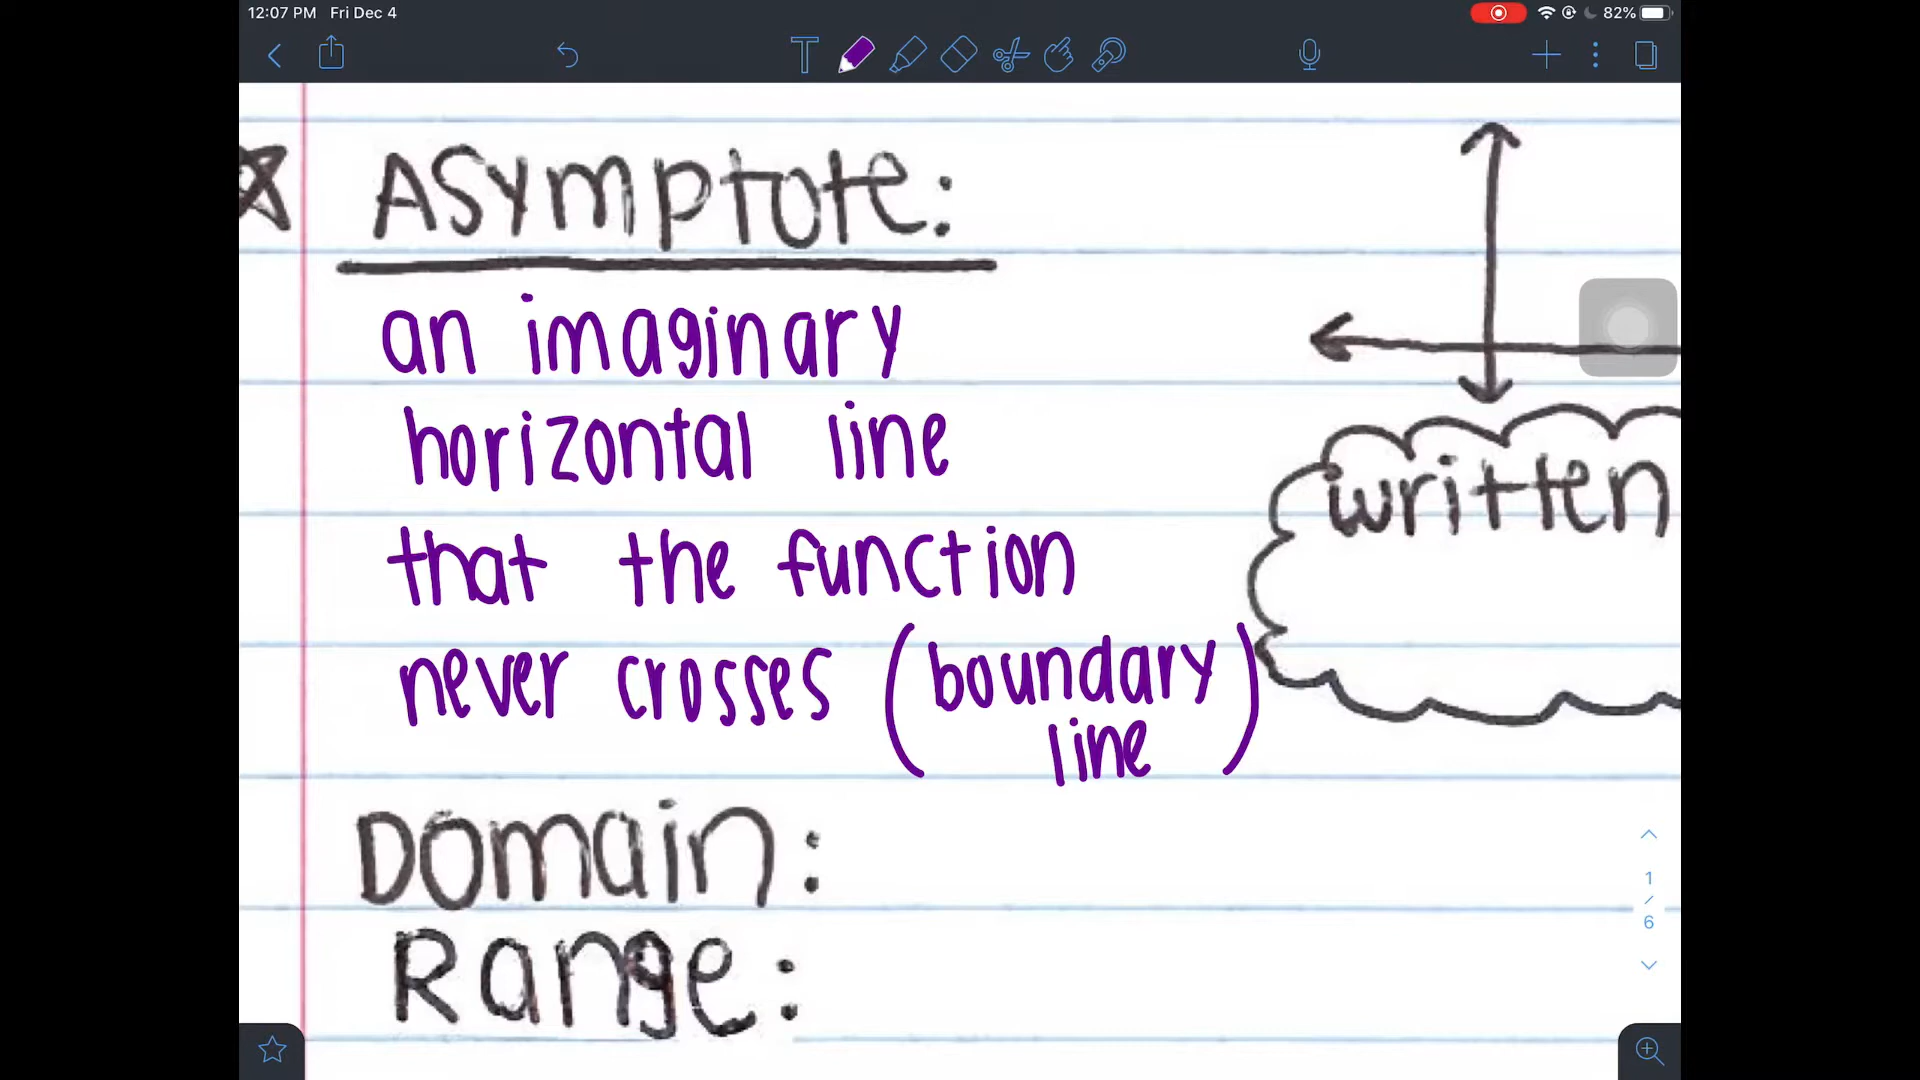 12:07 PM Fri Dec 4
82%
T
Asymptote:
an imaginary
horizontal line
that the function
never crosses (boundary
line)
written
Domain:
Range:
1
/
6